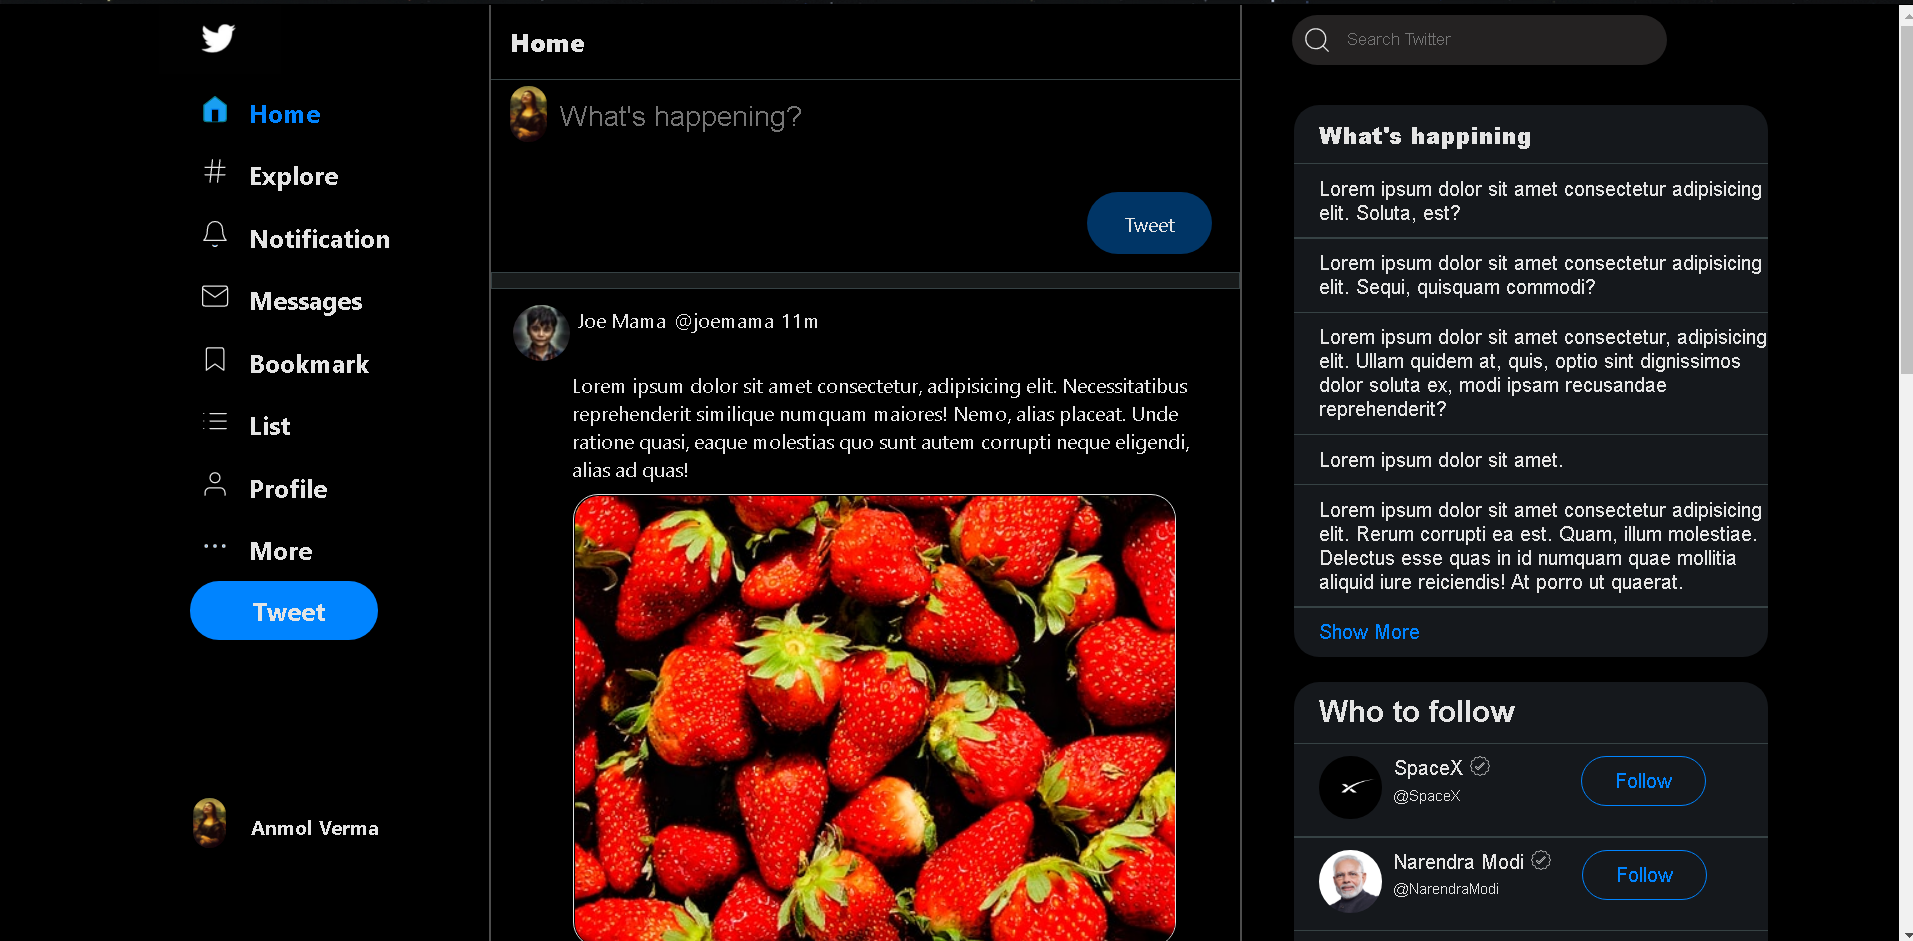 Home
Explore
Notification
Messages
Bookmark
List
Profile
More
Tweet
Anmol Verma
Home
What's happening?
Tweet
Joe Mama @joemama 11m
Lorem ipsum dolor sit amet consectetur, adipisicing elit. Necessitatibus
reprehenderit similique numquam maiores! Nemo, alias placeat. Unde
ratione quasi, eaque molestias quo sunt autem corrupti neque eligendi,
alias ad quas!
Search Twitter
What's happining
Lorem ipsum dolor sit amet consectetur adipisicing
elit. Soluta, est?
Lorem ipsum dolor sit amet consectetur adipisicing
elit. Sequi, quisquam commodi?
Lorem ipsum dolor sit amet consectetur, adipisicing
elit. Ullam quidem at, quis, optio sint dignissimos
dolor soluta ex, modi ipsam recusandae
reprehenderit?
Lorem ipsum dolor sit amet.
Lorem ipsum dolor sit amet consectetur adipisicing
elit. Rerum corrupti ea est. Quam, illum molestiae.
Delectus esse quas in id numquam quae mollitia
aliquid iure reiciendis! At porro ut quaerat.
Show More
Who to follow
SpaceX
@SpaceX
Follow
Narendra Modi
@NarendraModi
Follow